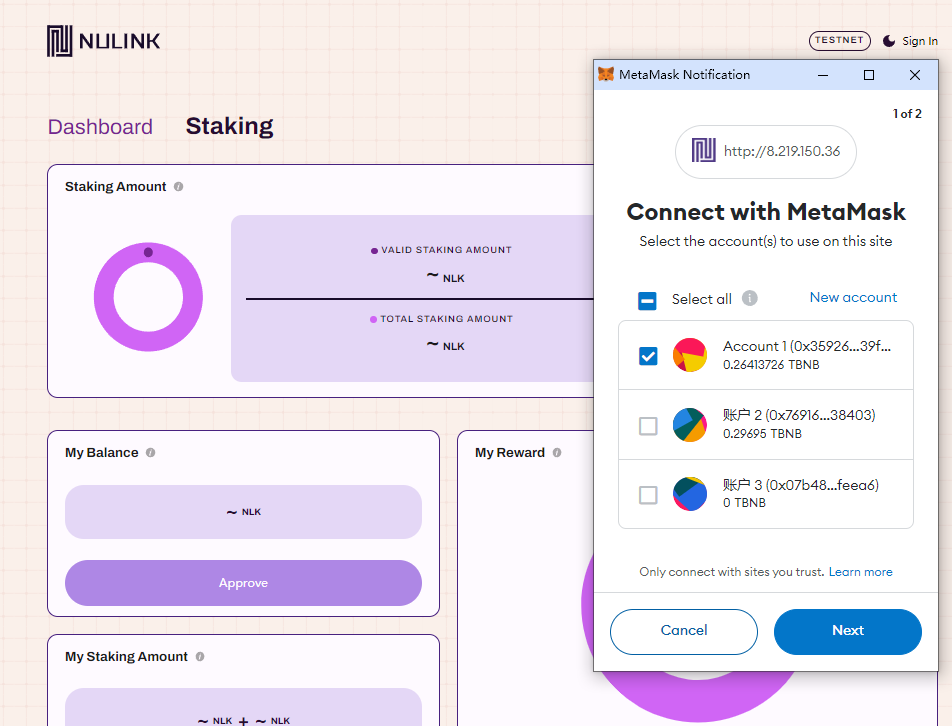 NULINK
TESTNET
Sign In
Dashboard
Staking
Staking Amount
VALID STAKING AMOUNT
~ NLK
TOTAL STAKING AMOUNT
~ NLK
My Balance
~ NLK
Approve
My Staking Amount
~ NLK + ~ NLK
My Reward
MetaMask Notification
1 of 2
http://8.219.150.36
Connect with MetaMask
Select the account(s) to use on this site
Select all
New account
Account 1 (0x35926...39f...
0.26413726 TBNB
账户 2 (0x76916...38403)
0.29695 TBNB
账户 3 (0x07b48...feea6)
0 TBNB
Only connect with sites you trust. Learn more
Cancel
Next